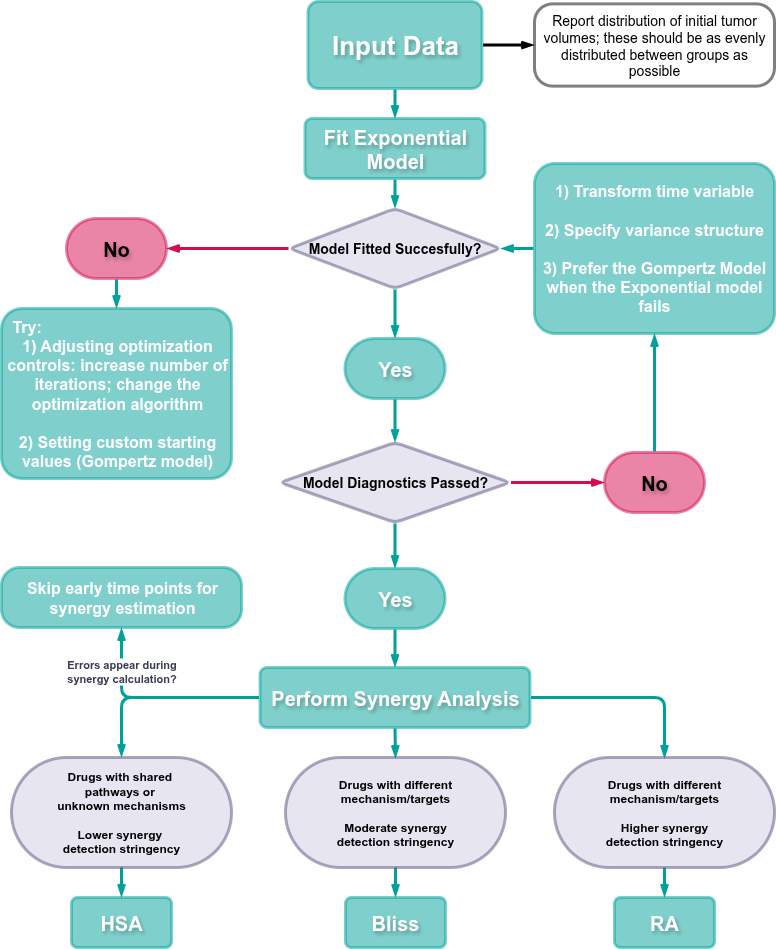 Input Data
Report distribution of initial tumor
volumes; these should be as evenly
distributed between groups as
possible
Fit Exponential
Model
1) Transform time variable
2) Specify variance structure
3) Prefer the Gompertz Model
when the Exponential model
fails
Model Fitted Succesfully?
No
Try:
1) Adjusting optimization
controls: increase number of
iterations; change the
optimization algorithm
2) Setting custom starting
values (Gompertz model)
Yes
Model Diagnostics Passed?
No
Yes
Skip early time points for
synergy estimation
Errors appear during
synergy calculation?
Perform Synergy Analysis
Drugs with shared
pathways or
unknown mechanisms
Lower synergy
detection stringency
Drugs with different
mechanism/targets
Moderate synergy
detection stringency
Drugs with different
mechanism/targets
Higher synergy
detection stringency
HSA
Bliss
RA